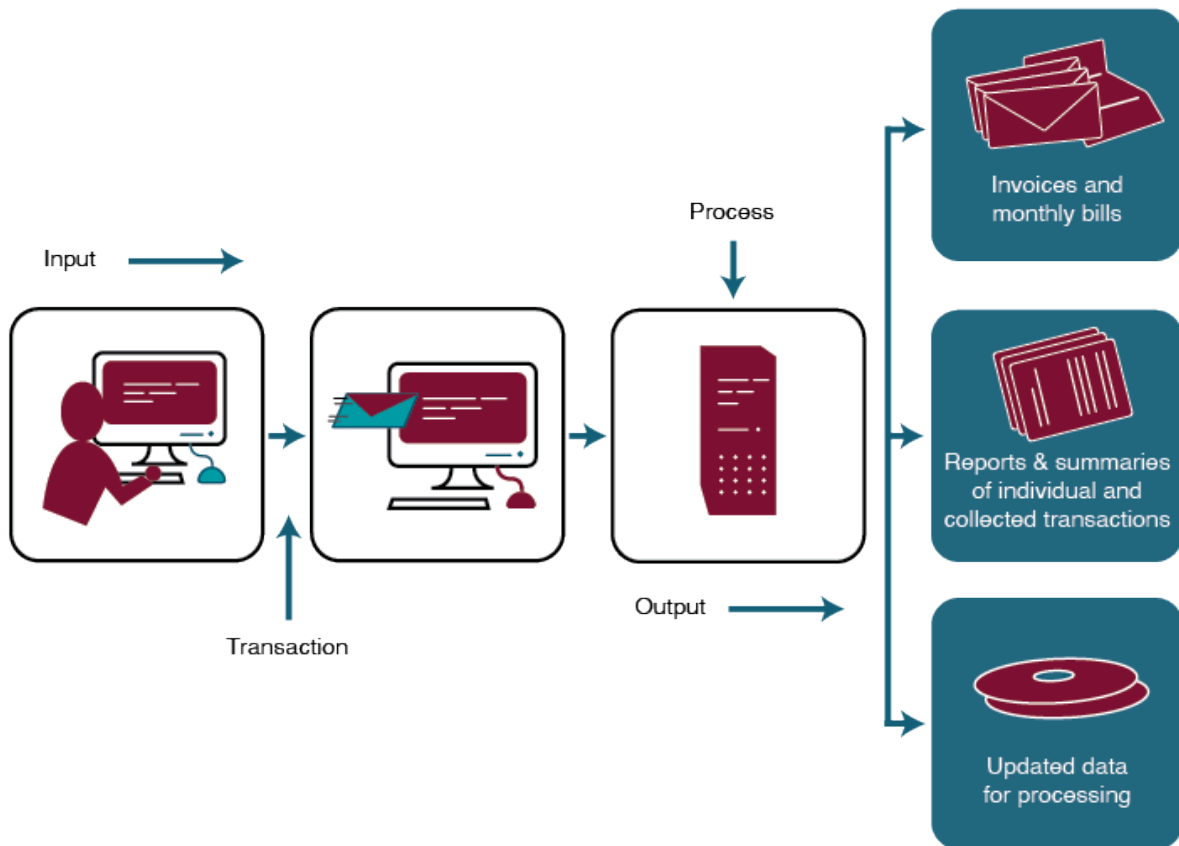 Input
Transaction
Process
Output
Invoices and
monthly bills
Reports & summaries
of individual and
collected transactions
Updated data
for processing